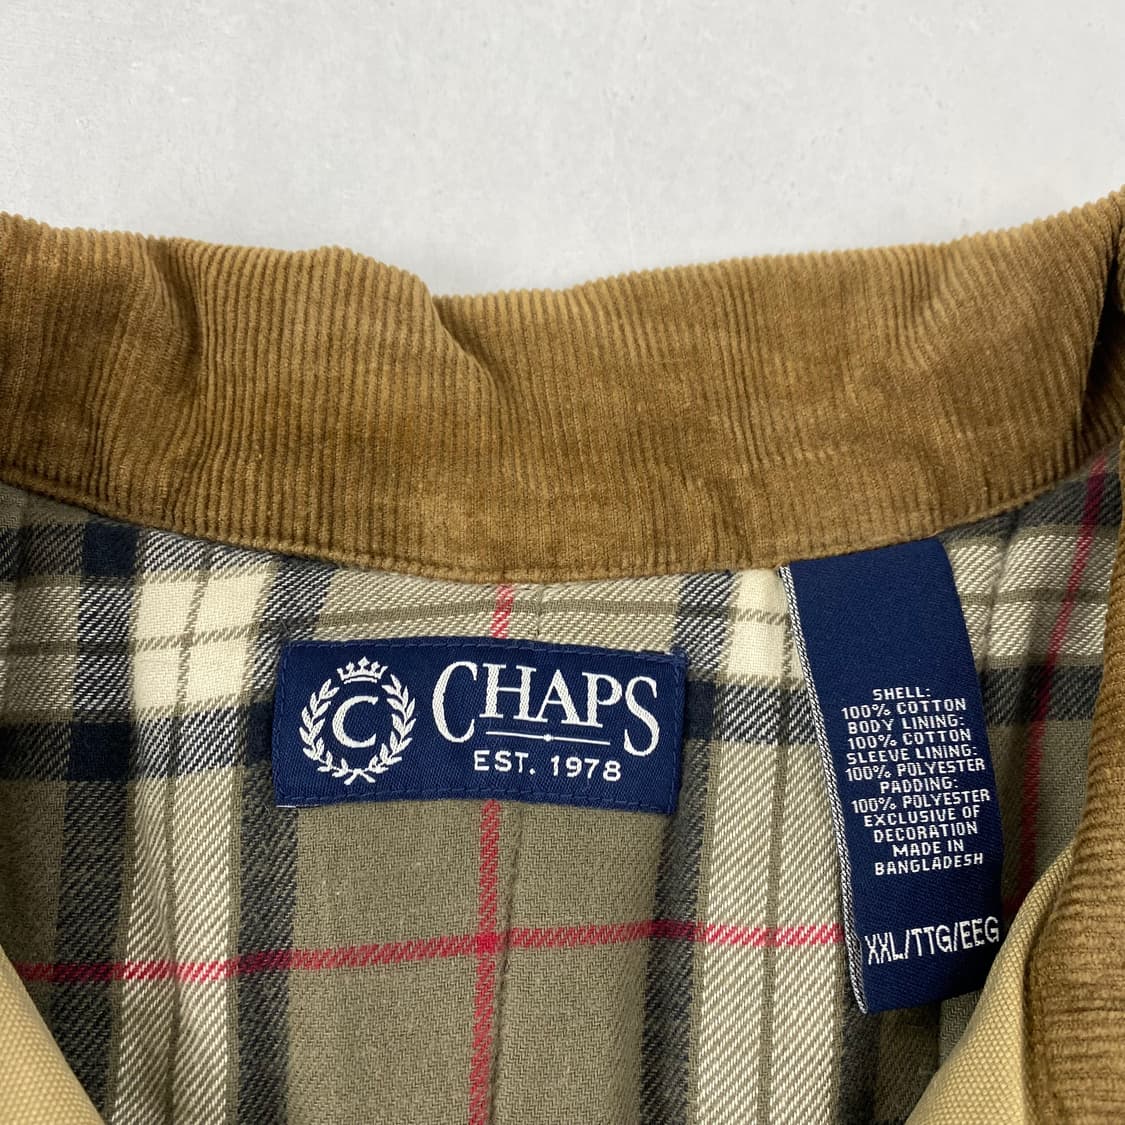 C
CHAPS
EST. 1978
SHELL:
100% COTTON
BODY LINING:
100% COTTON
SLEEVE LINING:
100% POLYESTER
PADDING:
100% POLYESTER
EXCLUSIVE OF
DECORATION
MADE IN
BANGLADESH
XXL/TTG/EEG